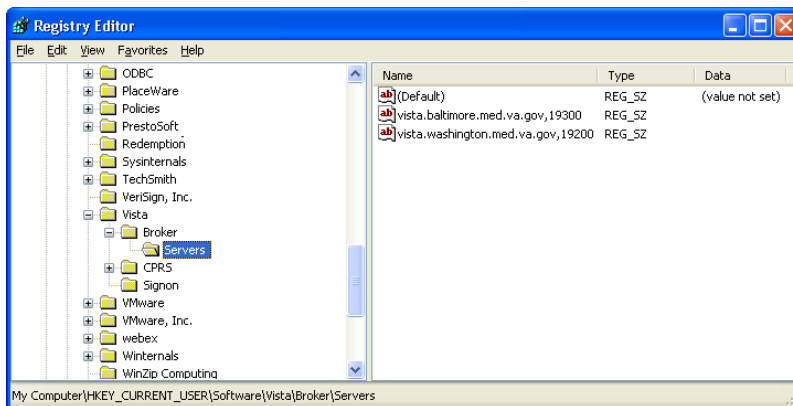 Registry Editor
File Edit View Favorites Help
ODBC
PlaceWare
Policies
PrestoSoft
Redemption
Sysinternals
TechSmith
VeriSign, Inc.
Vista
Broker
Servers
CPRS
Signon
VMware
VMware, Inc.
webex
Winternals
WinZip Computing
Name Type Data
ab (Default) REG_SZ (value not set)
ab vista.baltimore.med.va.gov,19300 REG_SZ
ab vista.washington.med.va.gov,19200 REG_SZ
My Computer\HKEY_CURRENT_USER\Software\Vista\Broker\Servers